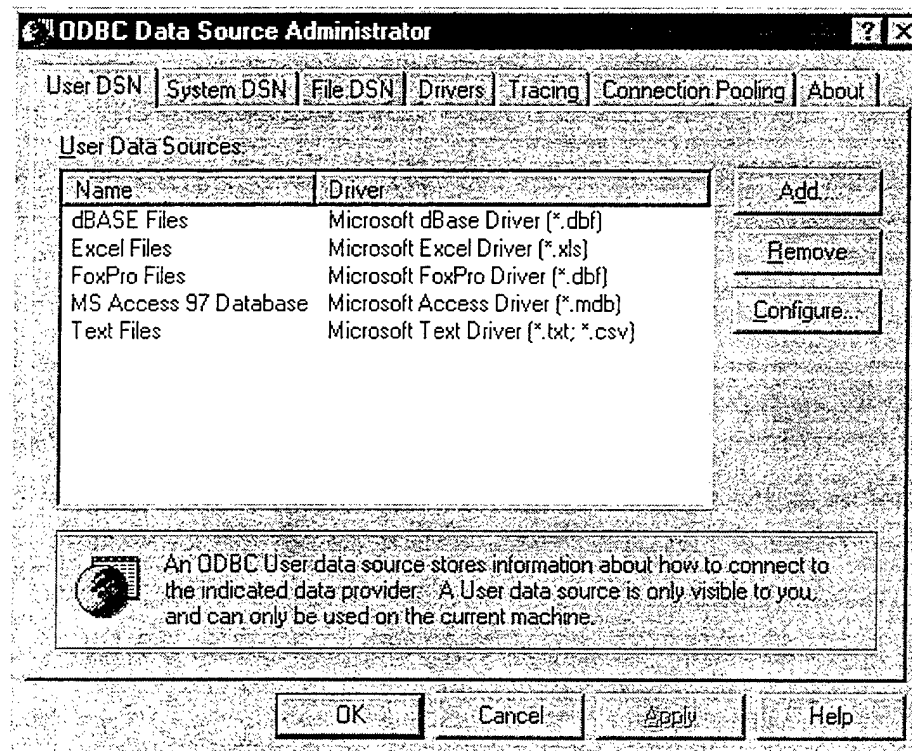 ODBC Data Source Administrator
User DSN System DSN File DSN Drivers Tracing Connection Pooling About
User Data Sources:
Name Driver
dBASE Files Microsoft dBase Driver (*.dbf)
Excel Files Microsoft Excel Driver (*.xls)
FoxPro Files Microsoft FoxPro Driver (*.dbf)
MS Access 97 Database Microsoft Access Driver (*.mdb)
Text Files Microsoft Text Driver (*.txt; *.csv)
Add...
Remove
Configure...
An ODBC User data source stores information about how to connect to
the indicated data provider. A User data source is only visible to you,
and can only be used on the current machine.
OK Cancel Apply Help